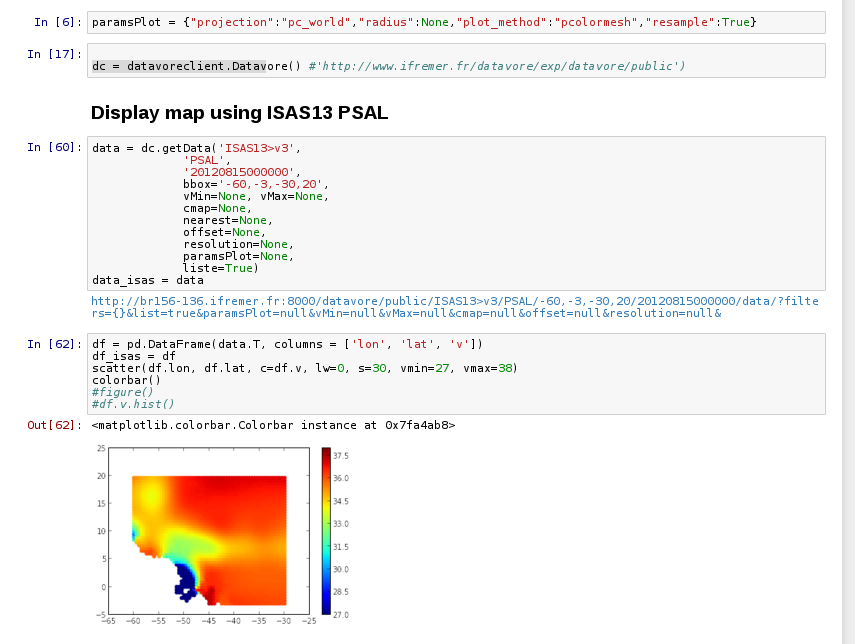 In [6]: paramsPlot = {"projection":"pc_world","radius":None,"plot_method":"pcolormesh","resample":True}
In [17]:
dc = datavoreclient.Datavore() #'http://www.ifremer.fr/datavore/exp/datavore/public')
Display map using ISAS13 PSAL
In [60]: data = dc.getData('ISAS13>v3',
'PSAL',
'20120815000000',
bbox='-60,-3,-30,20',
vMin=None, vMax=None,
cmap=None,
nearest=None,
offset=None,
resolution=None,
paramsPlot=None,
liste=True)
data_isas = data
http://br156-136.ifremer.fr:8000/datavore/public/ISAS13>v3/PSAL/-60,-3,-30,20/20120815000000/data/?filte
rs={}&list=true&paramsPlot=null&vMin=null&vMax=null&cmap=null&offset=null&resolution=null&
In [62]: df = pd.DataFrame(data.T, columns = ['lon', 'lat', 'v'])
df_isas = df
scatter(df.lon, df.lat, c=df.v, lw=0, s=30, vmin=27, vmax=38)
colorbar()
#figure()
#df.v.hist()
Out[62]: <matplotlib.colorbar.Colorbar instance at 0x7fa4ab8>
25
20
15
10
5
0
−5
−65 −60 −55 −50 −45 −40 −35 −30 −25
37.5
36.0
34.5
33.0
31.5
30.0
28.5
27.0